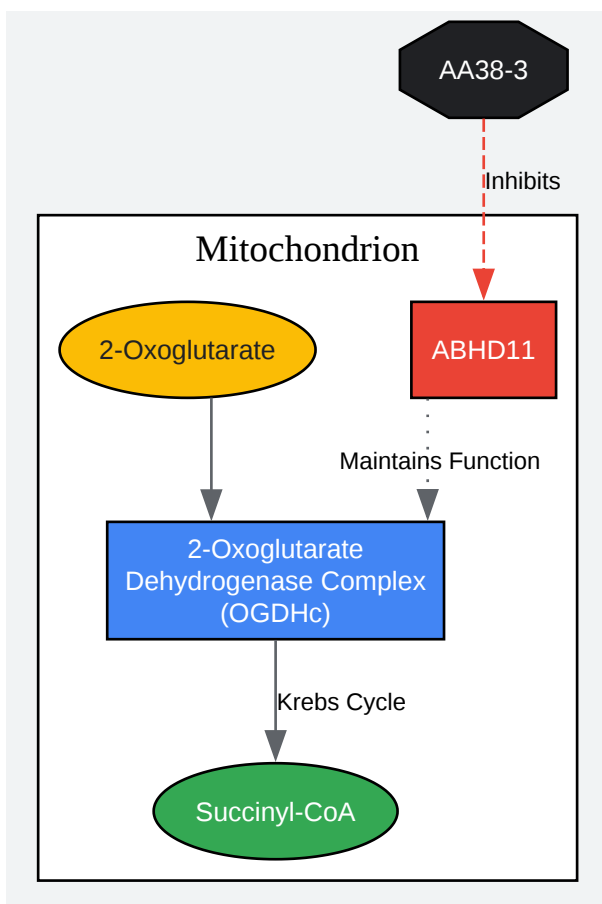 AA38-3
Inhibits
Mitochondrion
2-Oxoglutarate
ABHD11
Maintains Function
2-Oxoglutarate
Dehydrogenase Complex
(OGDHc)
Krebs Cycle
Succinyl-CoA